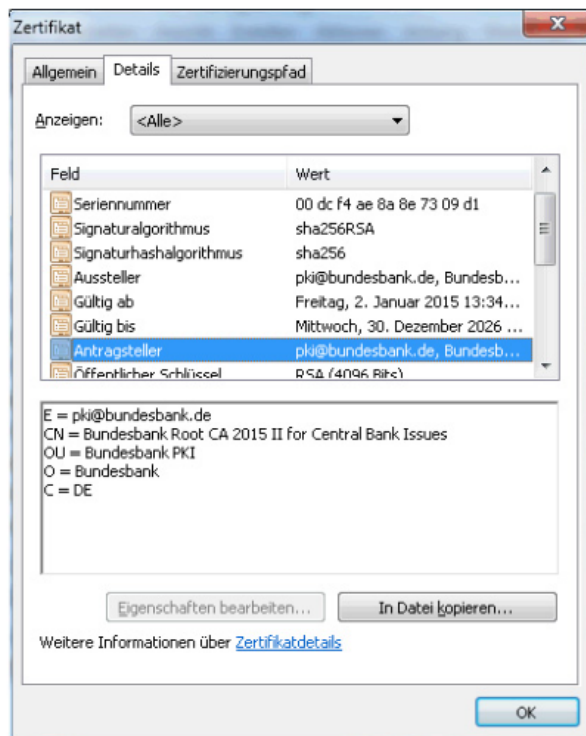 Zertifikat
Allgemein Details Zertifizierungspfad
Anzeigen: <Alle>
Feld Wert
Seriennummer 00 dc f4 ae 8a 8e 73 09 d1
Signaturalgorithmus sha256RSA
Signaturhashalgorithmus sha256
Aussteller pki@bundesbank.de, Bundesb...
Gültig ab Freitag, 2. Januar 2015 13:34...
Gültig bis Mittwoch, 30. Dezember 2026 ...
Antragsteller pki@bundesbank.de, Bundesb...
Öffentlicher Schlüssel RSA (4096 Bits)
E = pki@bundesbank.de
CN = Bundesbank Root CA 2015 II for Central Bank Issues
OU = Bundesbank PKI
O = Bundesbank
C = DE
Eigenschaften bearbeiten... In Datei kopieren...
Weitere Informationen über Zertifikatdetails
OK